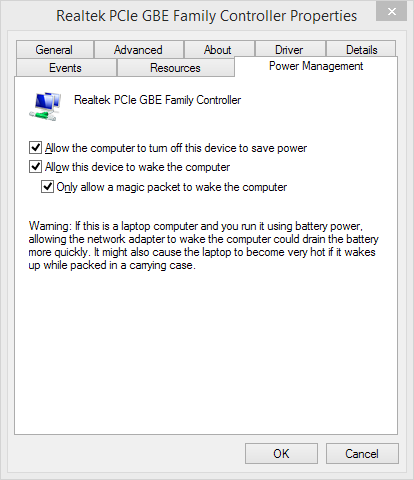 Realtek PCIe GBE Family Controller Properties
General
Advanced
About
Driver
Details
Events
Resources
Power Management
Realtek PCIe GBE Family Controller
Allow the computer to turn off this device to save power
Allow this device to wake the computer
Only allow a magic packet to wake the computer
Warning: If this is a laptop computer and you run it using battery power,
allowing the network adapter to wake the computer could drain the battery
more quickly. It might also cause the laptop to become very hot if it wakes
up while packed in a carrying case.
OK
Cancel